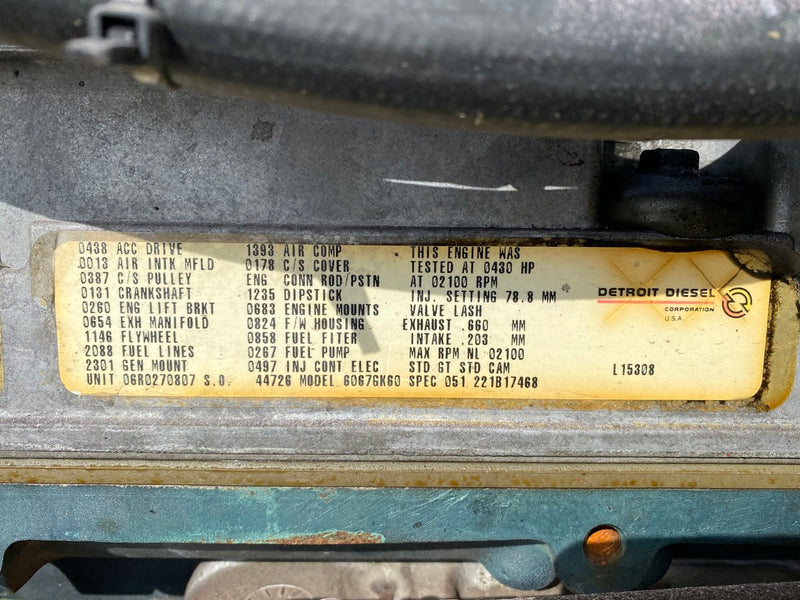 0438 ACC DRIVE 1393 AIR COMP THIS ENGINE WAS
0013 AIR INTK MFLD 0178 C/S COVER TESTED AT 0430 HP
0387 C/S PULLEY ENG CONN ROD/PSTN AT 02100 RPM
0131 CRANKSHAFT 1235 DIPSTICK INJ. SETTING 78.8 MM
0260 ENG LIFT BRKT 0683 ENGINE MOUNTS VALVE LASH
0654 EXH MANIFOLD 0824 F/W HOUSING EXHAUST .660 MM
1146 FLYWHEEL 0858 FUEL FITER INTAKE .203 MM
2088 FUEL LINES 0267 FUEL PUMP MAX RPM NL 02100
2301 GEN MOUNT 0497 INJ CONT ELEC STD GT STD CAM
UNIT 06R0270807 S.O. 44726 MODEL 6067GK60 SPEC 051 221B17468
DETROIT DIESEL
CORPORATION
U.S.A.
L15308